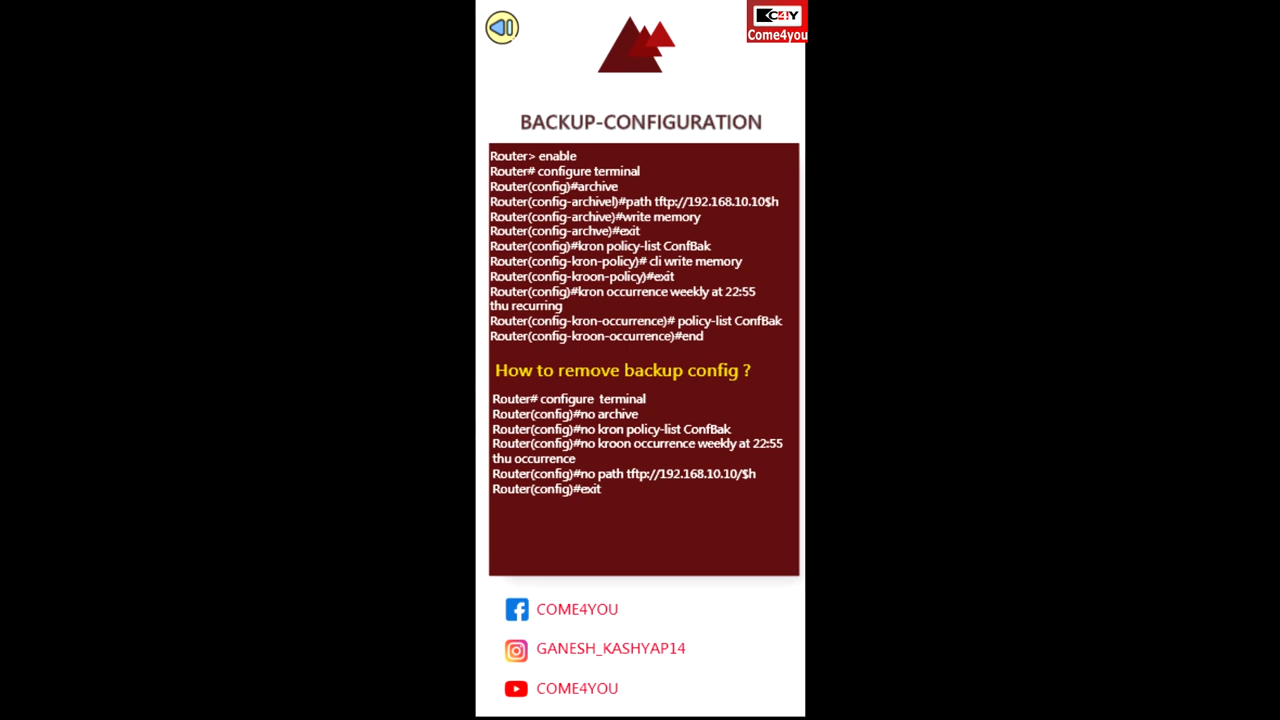 C4Y
Come4you
BACKUP-CONFIGURATION
Router> enable
Router# configure terminal
Router(config)#archive
Router(config-archivel)#path tftp://192.168.10.10$h
Router(config-archive)#write memory
Router(config-archve)#exit
Router(config)#kron policy-list ConfBak
Router(config-kron-policy)# cli write memory
Router(config-kroon-policy)#exit
Router(config)#kron occurrence weekly at 22:55
thu recurring
Router(config-kron-occurrence)# policy-list ConfBak
Router(config-kroon-occurrence)#end
How to remove backup config ?
Router# configure  terminal
Router(config)#no archive
Router(config)#no kron policy-list ConfBak
Router(config)#no kroon occurrence weekly at 22:55
thu occurrence
Router(config)#no path tftp://192.168.10.10/$h
Router(config)#exit
COME4YOU
GANESH_KASHYAP14
COME4YOU